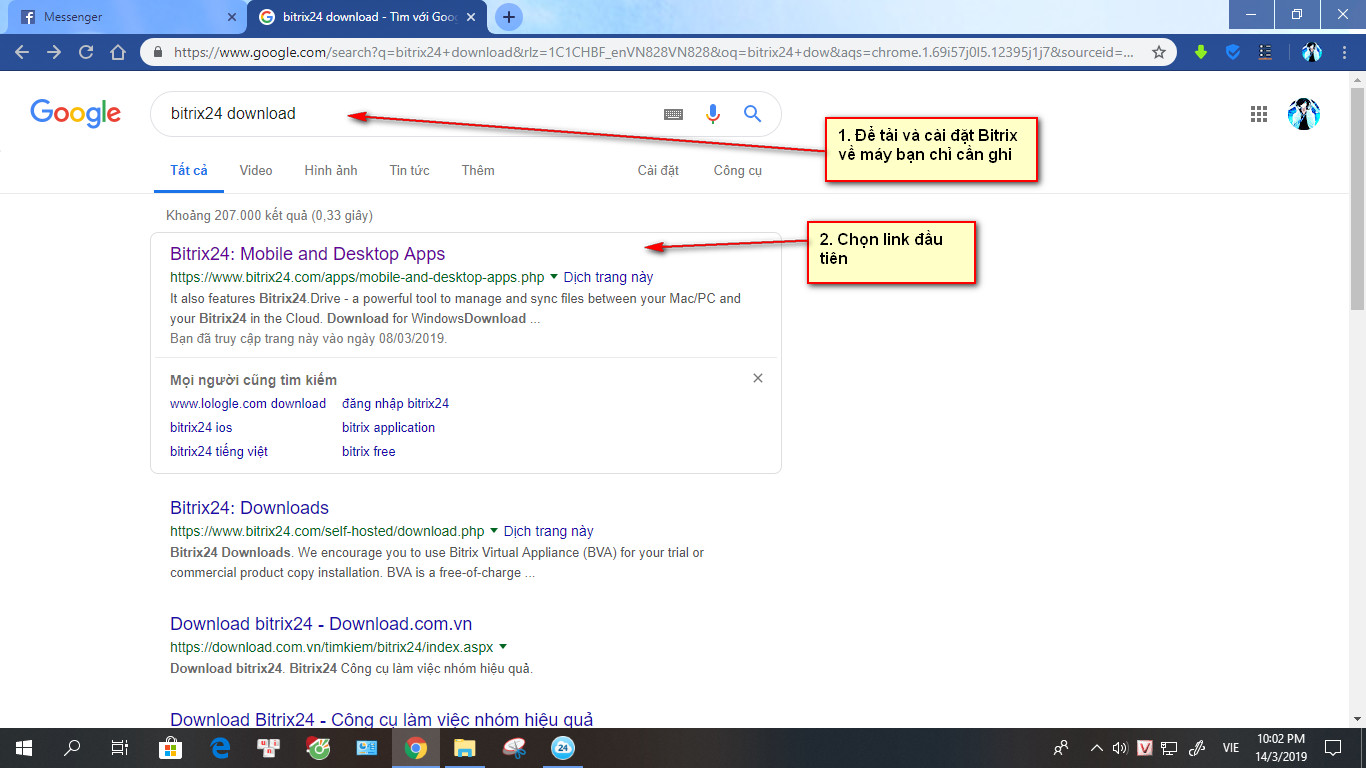 Messenger
bitrix24 download - Tìm với Goo
https://www.google.com/search?q=bitrix24+download&rlz=1C1CHBF_enVN828VN828&oq=bitrix24+dow&aqs=chrome.1.69i57j0l5.12395j1j7&sourceid=...
Google
bitrix24 download
1. Để tải và cài đặt Bitrix
về máy bạn chỉ cần ghi
Tất cả Video Hình ảnh Tin tức Thêm Cài đặt Công cụ
Khoảng 207.000 kết quả (0,33 giây)
2. Chọn link đầu
tiên
Bitrix24: Mobile and Desktop Apps
https://www.bitrix24.com/apps/mobile-and-desktop-apps.php Dịch trang này
It also features Bitrix24.Drive - a powerful tool to manage and sync files between your Mac/PC and
your Bitrix24 in the Cloud. Download for WindowsDownload ...
Bạn đã truy cập trang này vào ngày 08/03/2019.
Mọi người cũng tìm kiếm
www.lologle.com download đăng nhập bitrix24
bitrix24 ios bitrix application
bitrix24 tiếng việt bitrix free
Bitrix24: Downloads
https://www.bitrix24.com/self-hosted/download.php Dịch trang này
Bitrix24 Downloads. We encourage you to use Bitrix Virtual Appliance (BVA) for your trial or
commercial product copy installation. BVA is a free-of-charge ...
Download bitrix24 - Download.com.vn
https://download.com.vn/timkiem/bitrix24/index.aspx
Download bitrix24. Bitrix24 Công cụ làm việc nhóm hiệu quả.
Download Bitrix24 - Công cụ làm việc nhóm hiệu quả
24
V
VIE
10:02 PM
14/3/2019